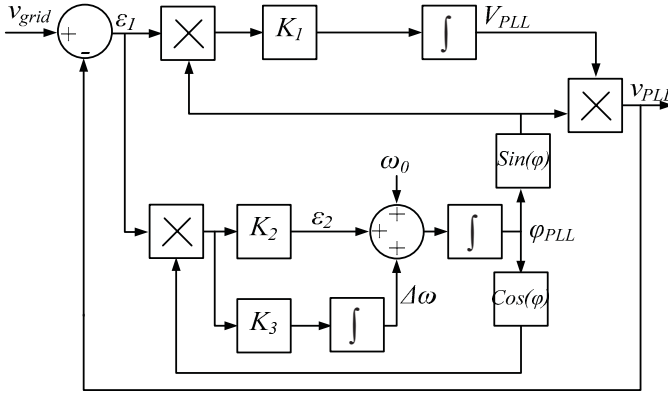 v_grid
+
-
ε_1
×
K_1
∫
V_PLL
×
v_PLL
Sin(φ)
ω_0
×
K_2
ε_2
+
+
+
∫
φ_PLL
K_3
∫
Δω
Cos(φ)